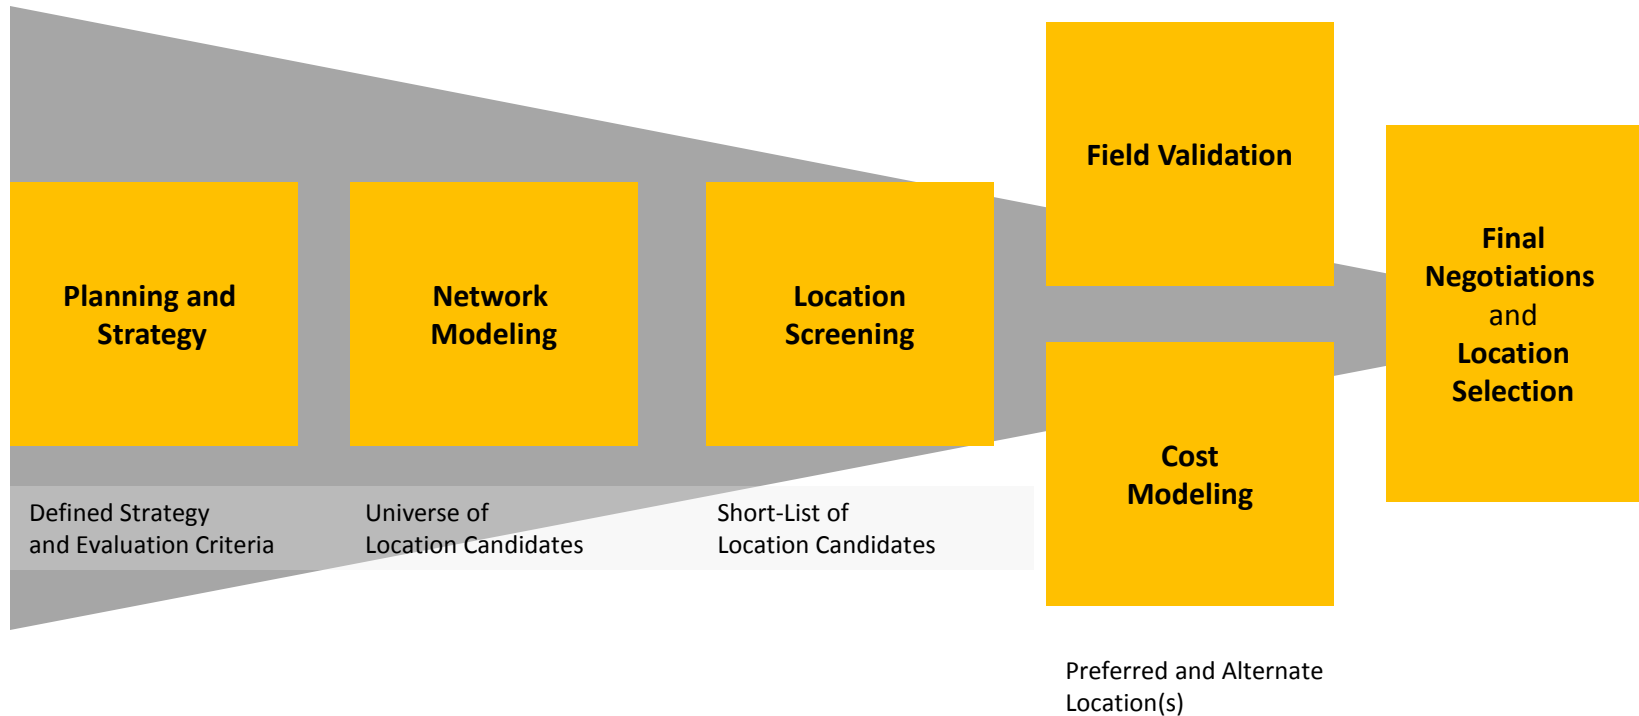 Planning and
Strategy
Network
Modeling
Location
Screening
Field Validation
Cost
Modeling
Final
Negotiations
and
Location
Selection
Defined Strategy
and Evaluation Criteria
Universe of
Location Candidates
Short-List of
Location Candidates
Preferred and Alternate
Location(s)